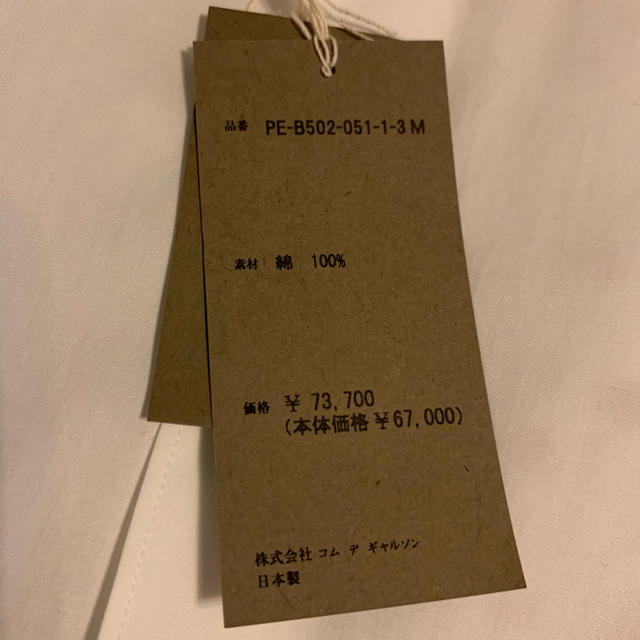 品番 PE-B502-051-1-3 M
素材 綿 100%
価格 ¥ 73,700
(本体価格 ¥67,000)
株式会社 コム デ ギャルソン
日本製